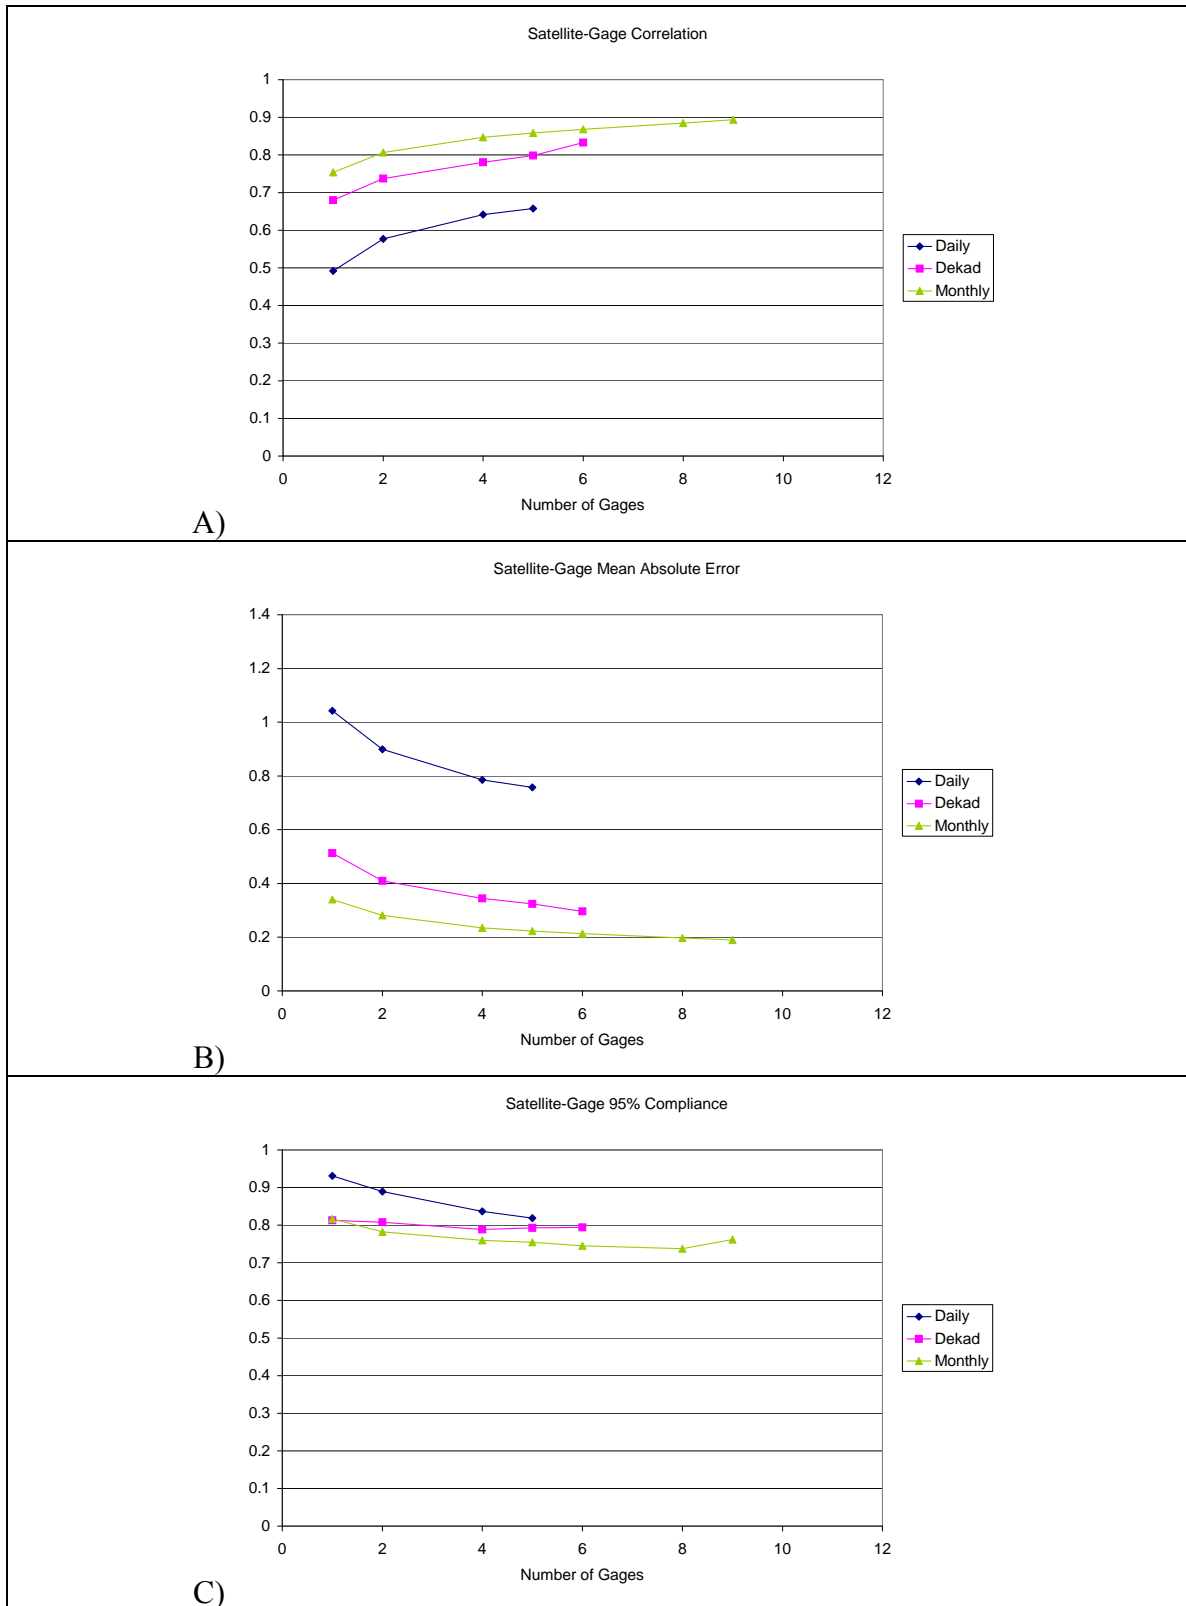 Satellite-Gage Correlation
1
0.9
0.8
0.7
0.6
0.5
0.4
0.3
0.2
0.1
0
0 2 4 6 8 10 12
Number of Gages
Daily
Dekad
Monthly
A)
Satellite-Gage Mean Absolute Error
1.4
1.2
1
0.8
0.6
0.4
0.2
0
0 2 4 6 8 10 12
Number of Gages
Daily
Dekad
Monthly
B)
Satellite-Gage 95% Compliance
1
0.9
0.8
0.7
0.6
0.5
0.4
0.3
0.2
0.1
0
0 2 4 6 8 10 12
Number of Gages
Daily
Dekad
Monthly
C)